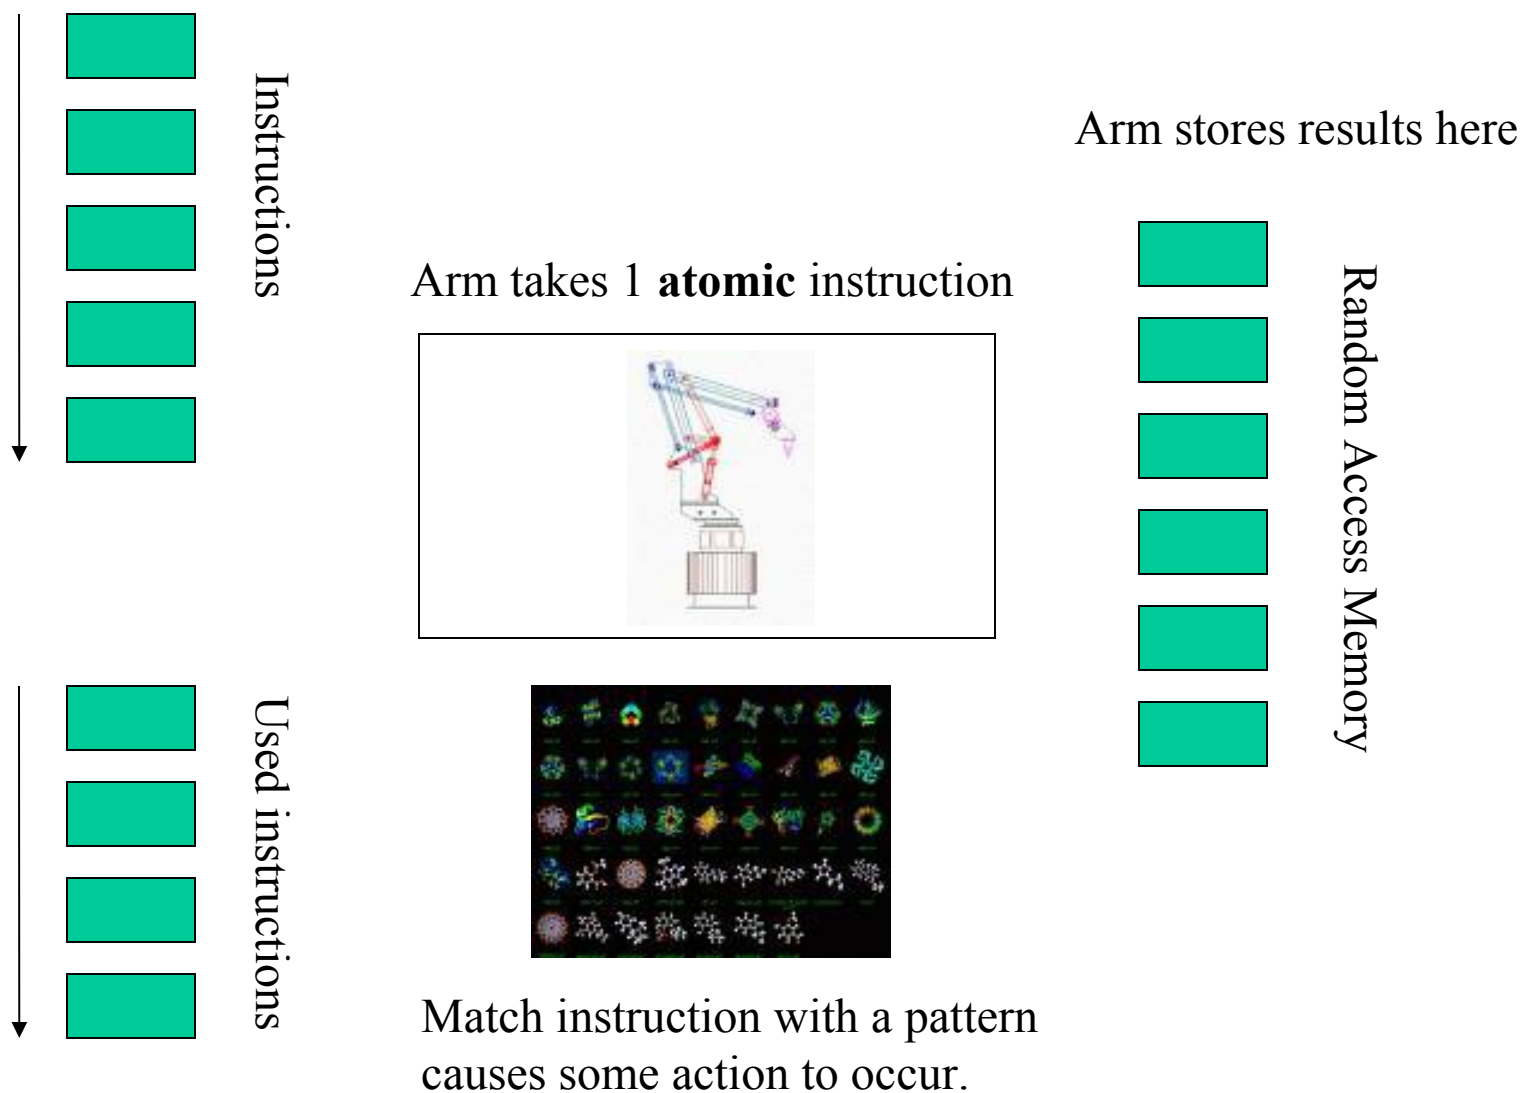 Instructions
Arm stores results here
Arm takes 1 atomic instruction
Random Access Memory
Used instructions
Match instruction with a pattern
causes some action to occur.